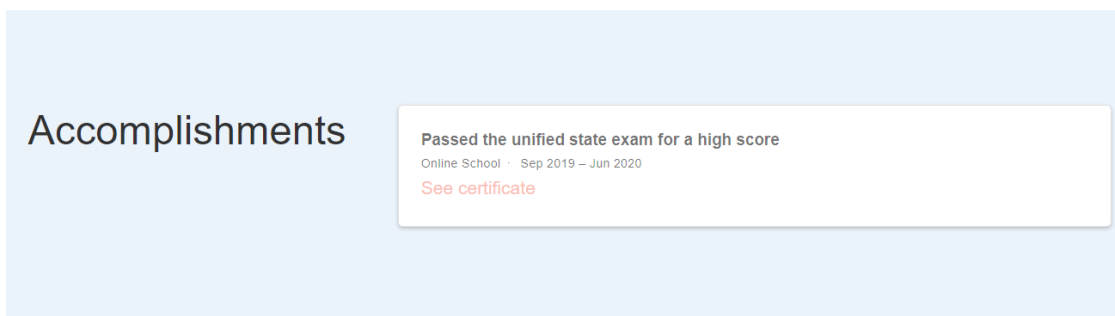 Accomplishments
Passed the unified state exam for a high score
Online School · Sep 2019 – Jun 2020
See certificate